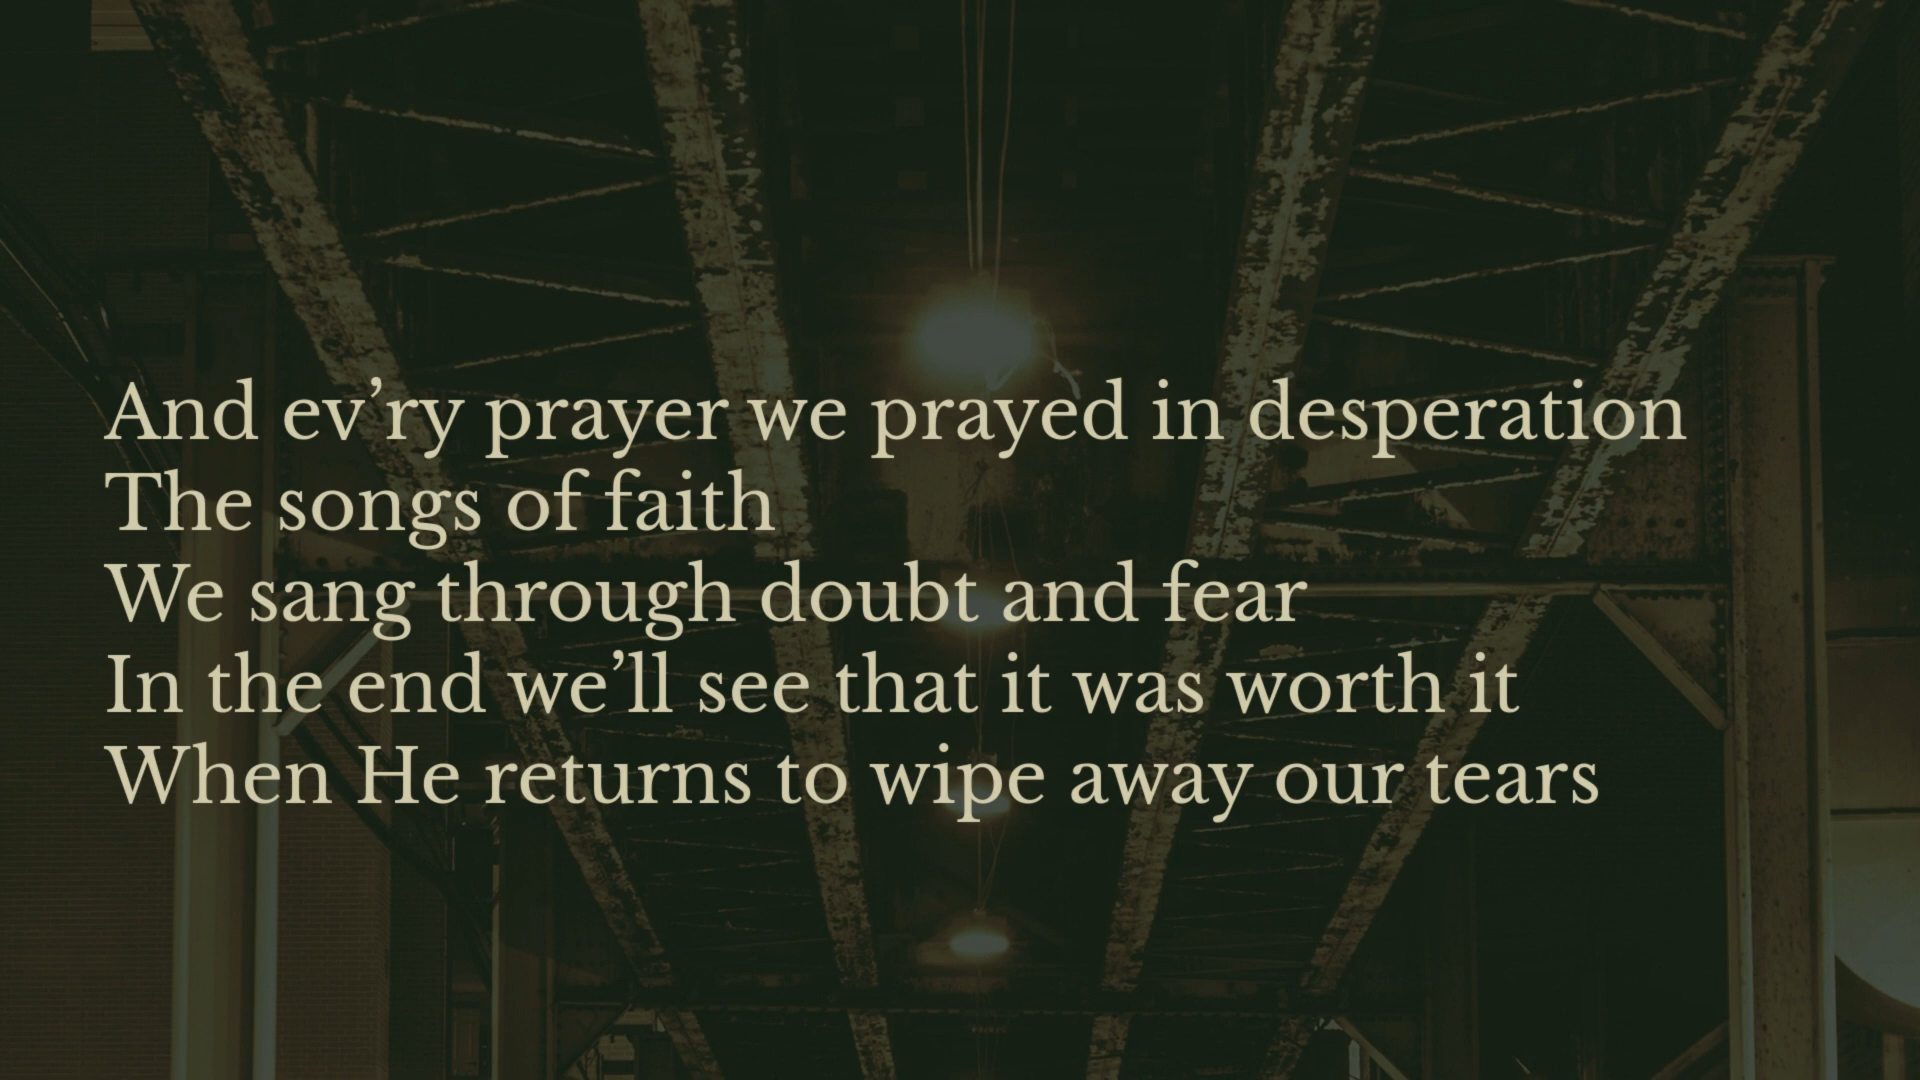 And ev’ry prayer we prayed in desperation
The songs of faith
We sang through doubt and fear
In the end we’ll see that it was worth it
When He returns to wipe away our tears